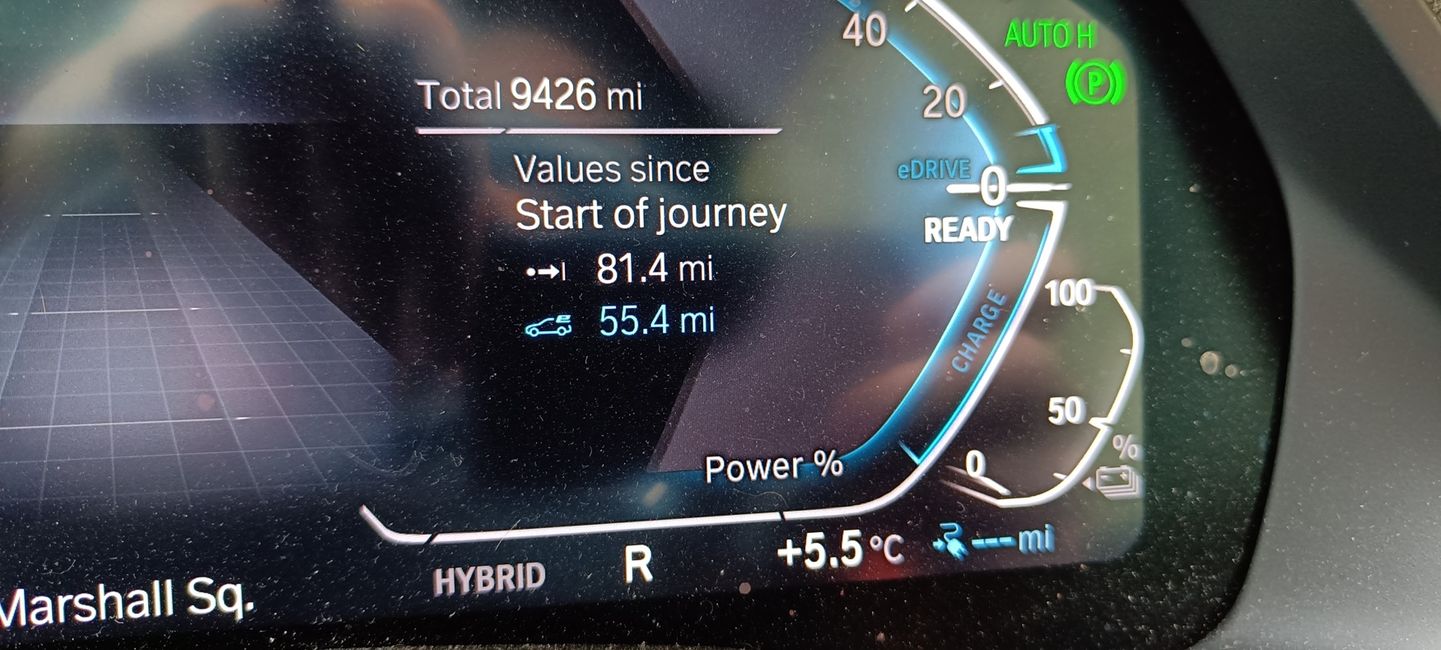 40
AUTO H
P
Total 9426 mi
20
Values since
eDRIVE
0
Start of journey
READY
81.4 mi
100
55.4 mi
CHARGE
50
%
Power %
0
+5.5 °C
--- mi
HYBRID
R
Marshall Sq.